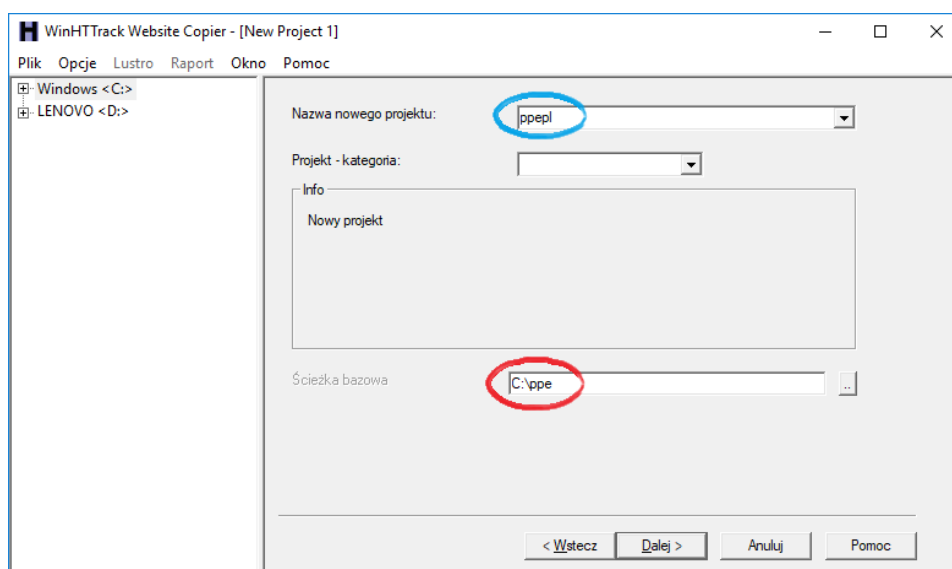 WinHTTrack Website Copier - [New Project 1]
Plik Opcje Lustro Raport Okno Pomoc
Windows <C:>
LENOVO <D:>
Nazwa nowego projektu: ppepl
Projekt - kategoria:
Info
Nowy projekt
Ścieżka bazowa C:\ppe ..
< Wstecz Dalej > Anuluj Pomoc